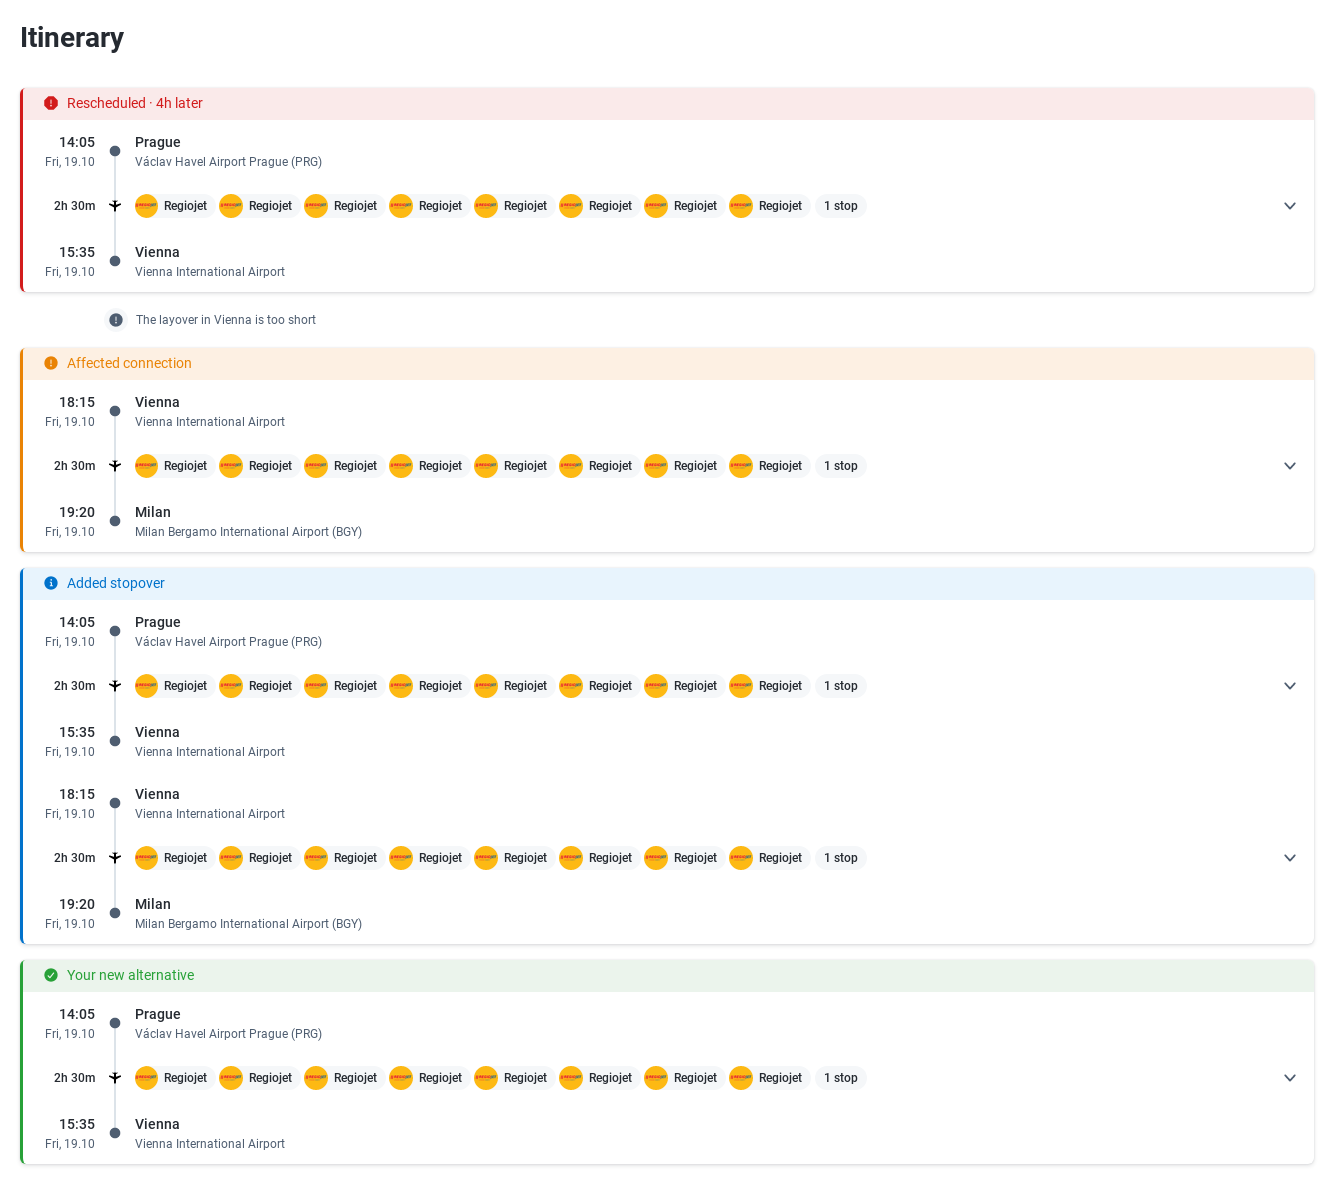 Itinerary
Rescheduled · 4h later
14:05 Prague
Fri, 19.10 Václav Havel Airport Prague (PRG)
2h 30m Regiojet Regiojet Regiojet Regiojet Regiojet Regiojet Regiojet Regiojet 1 stop
15:35 Vienna
Fri, 19.10 Vienna International Airport
The layover in Vienna is too short
Affected connection
18:15 Vienna
Fri, 19.10 Vienna International Airport
2h 30m Regiojet Regiojet Regiojet Regiojet Regiojet Regiojet Regiojet Regiojet 1 stop
19:20 Milan
Fri, 19.10 Milan Bergamo International Airport (BGY)
Added stopover
14:05 Prague
Fri, 19.10 Václav Havel Airport Prague (PRG)
2h 30m Regiojet Regiojet Regiojet Regiojet Regiojet Regiojet Regiojet Regiojet 1 stop
15:35 Vienna
Fri, 19.10 Vienna International Airport
18:15 Vienna
Fri, 19.10 Vienna International Airport
2h 30m Regiojet Regiojet Regiojet Regiojet Regiojet Regiojet Regiojet Regiojet 1 stop
19:20 Milan
Fri, 19.10 Milan Bergamo International Airport (BGY)
Your new alternative
14:05 Prague
Fri, 19.10 Václav Havel Airport Prague (PRG)
2h 30m Regiojet Regiojet Regiojet Regiojet Regiojet Regiojet Regiojet Regiojet 1 stop
15:35 Vienna
Fri, 19.10 Vienna International Airport